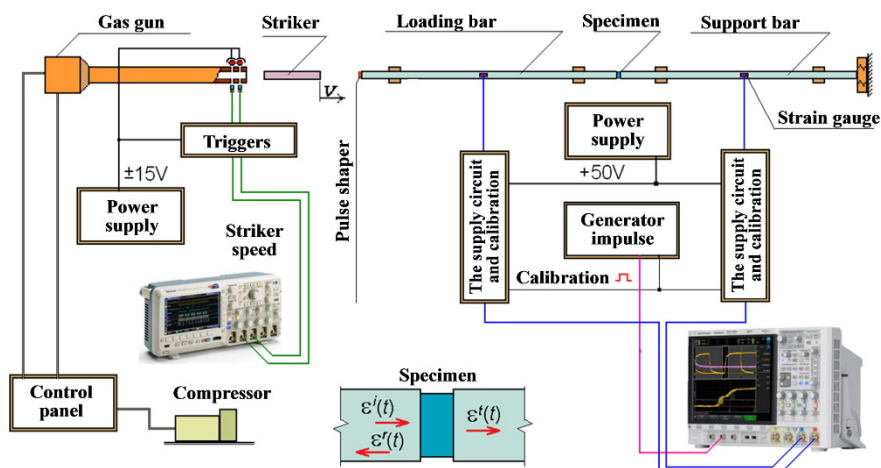 Gas gun
Striker
Loading bar
Specimen
Support bar
V
Strain gauge
Triggers
Power
supply
±15V
Power
supply
+50V
Striker
speed
Pulse shaper
The supply circuit
and calibration
Generator
impulse
The supply circuit
and calibration
Calibration
Control
panel
Compressor
Specimen
εⁱ(t)
εʳ(t)
εᵗ(t)